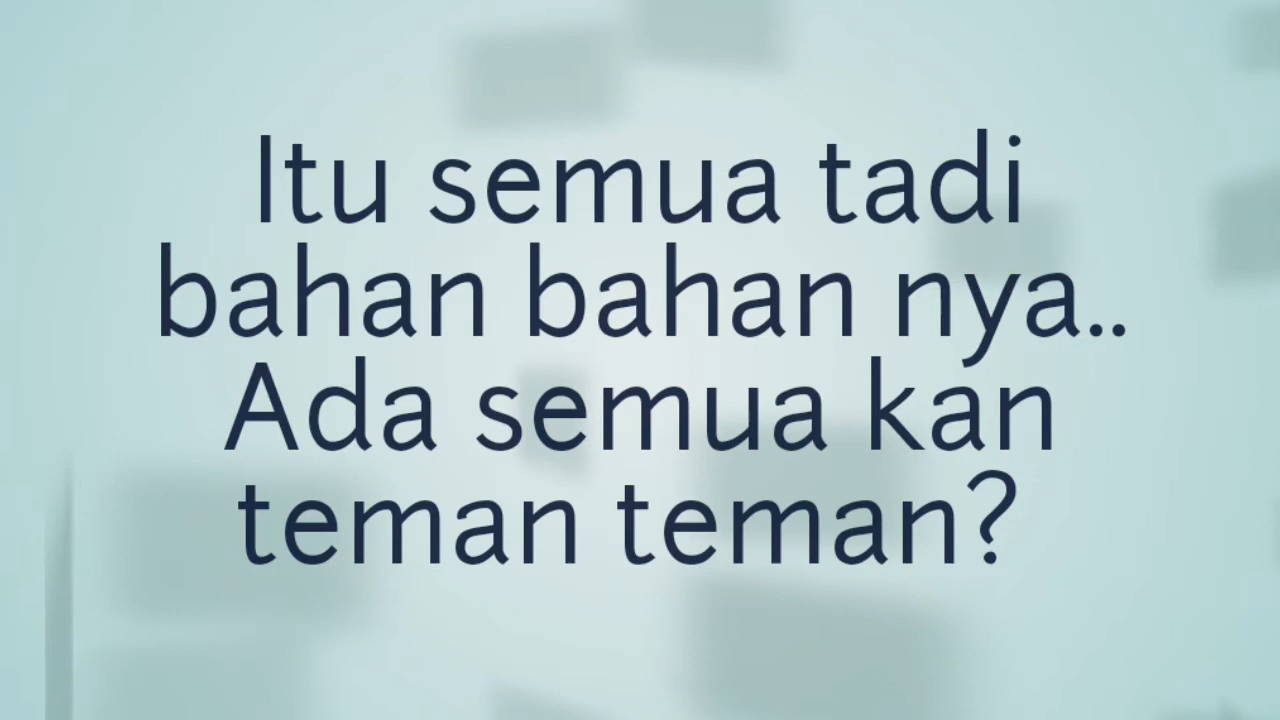 Itu semua tadi
bahan bahan nya..
Ada semua kan
teman teman?